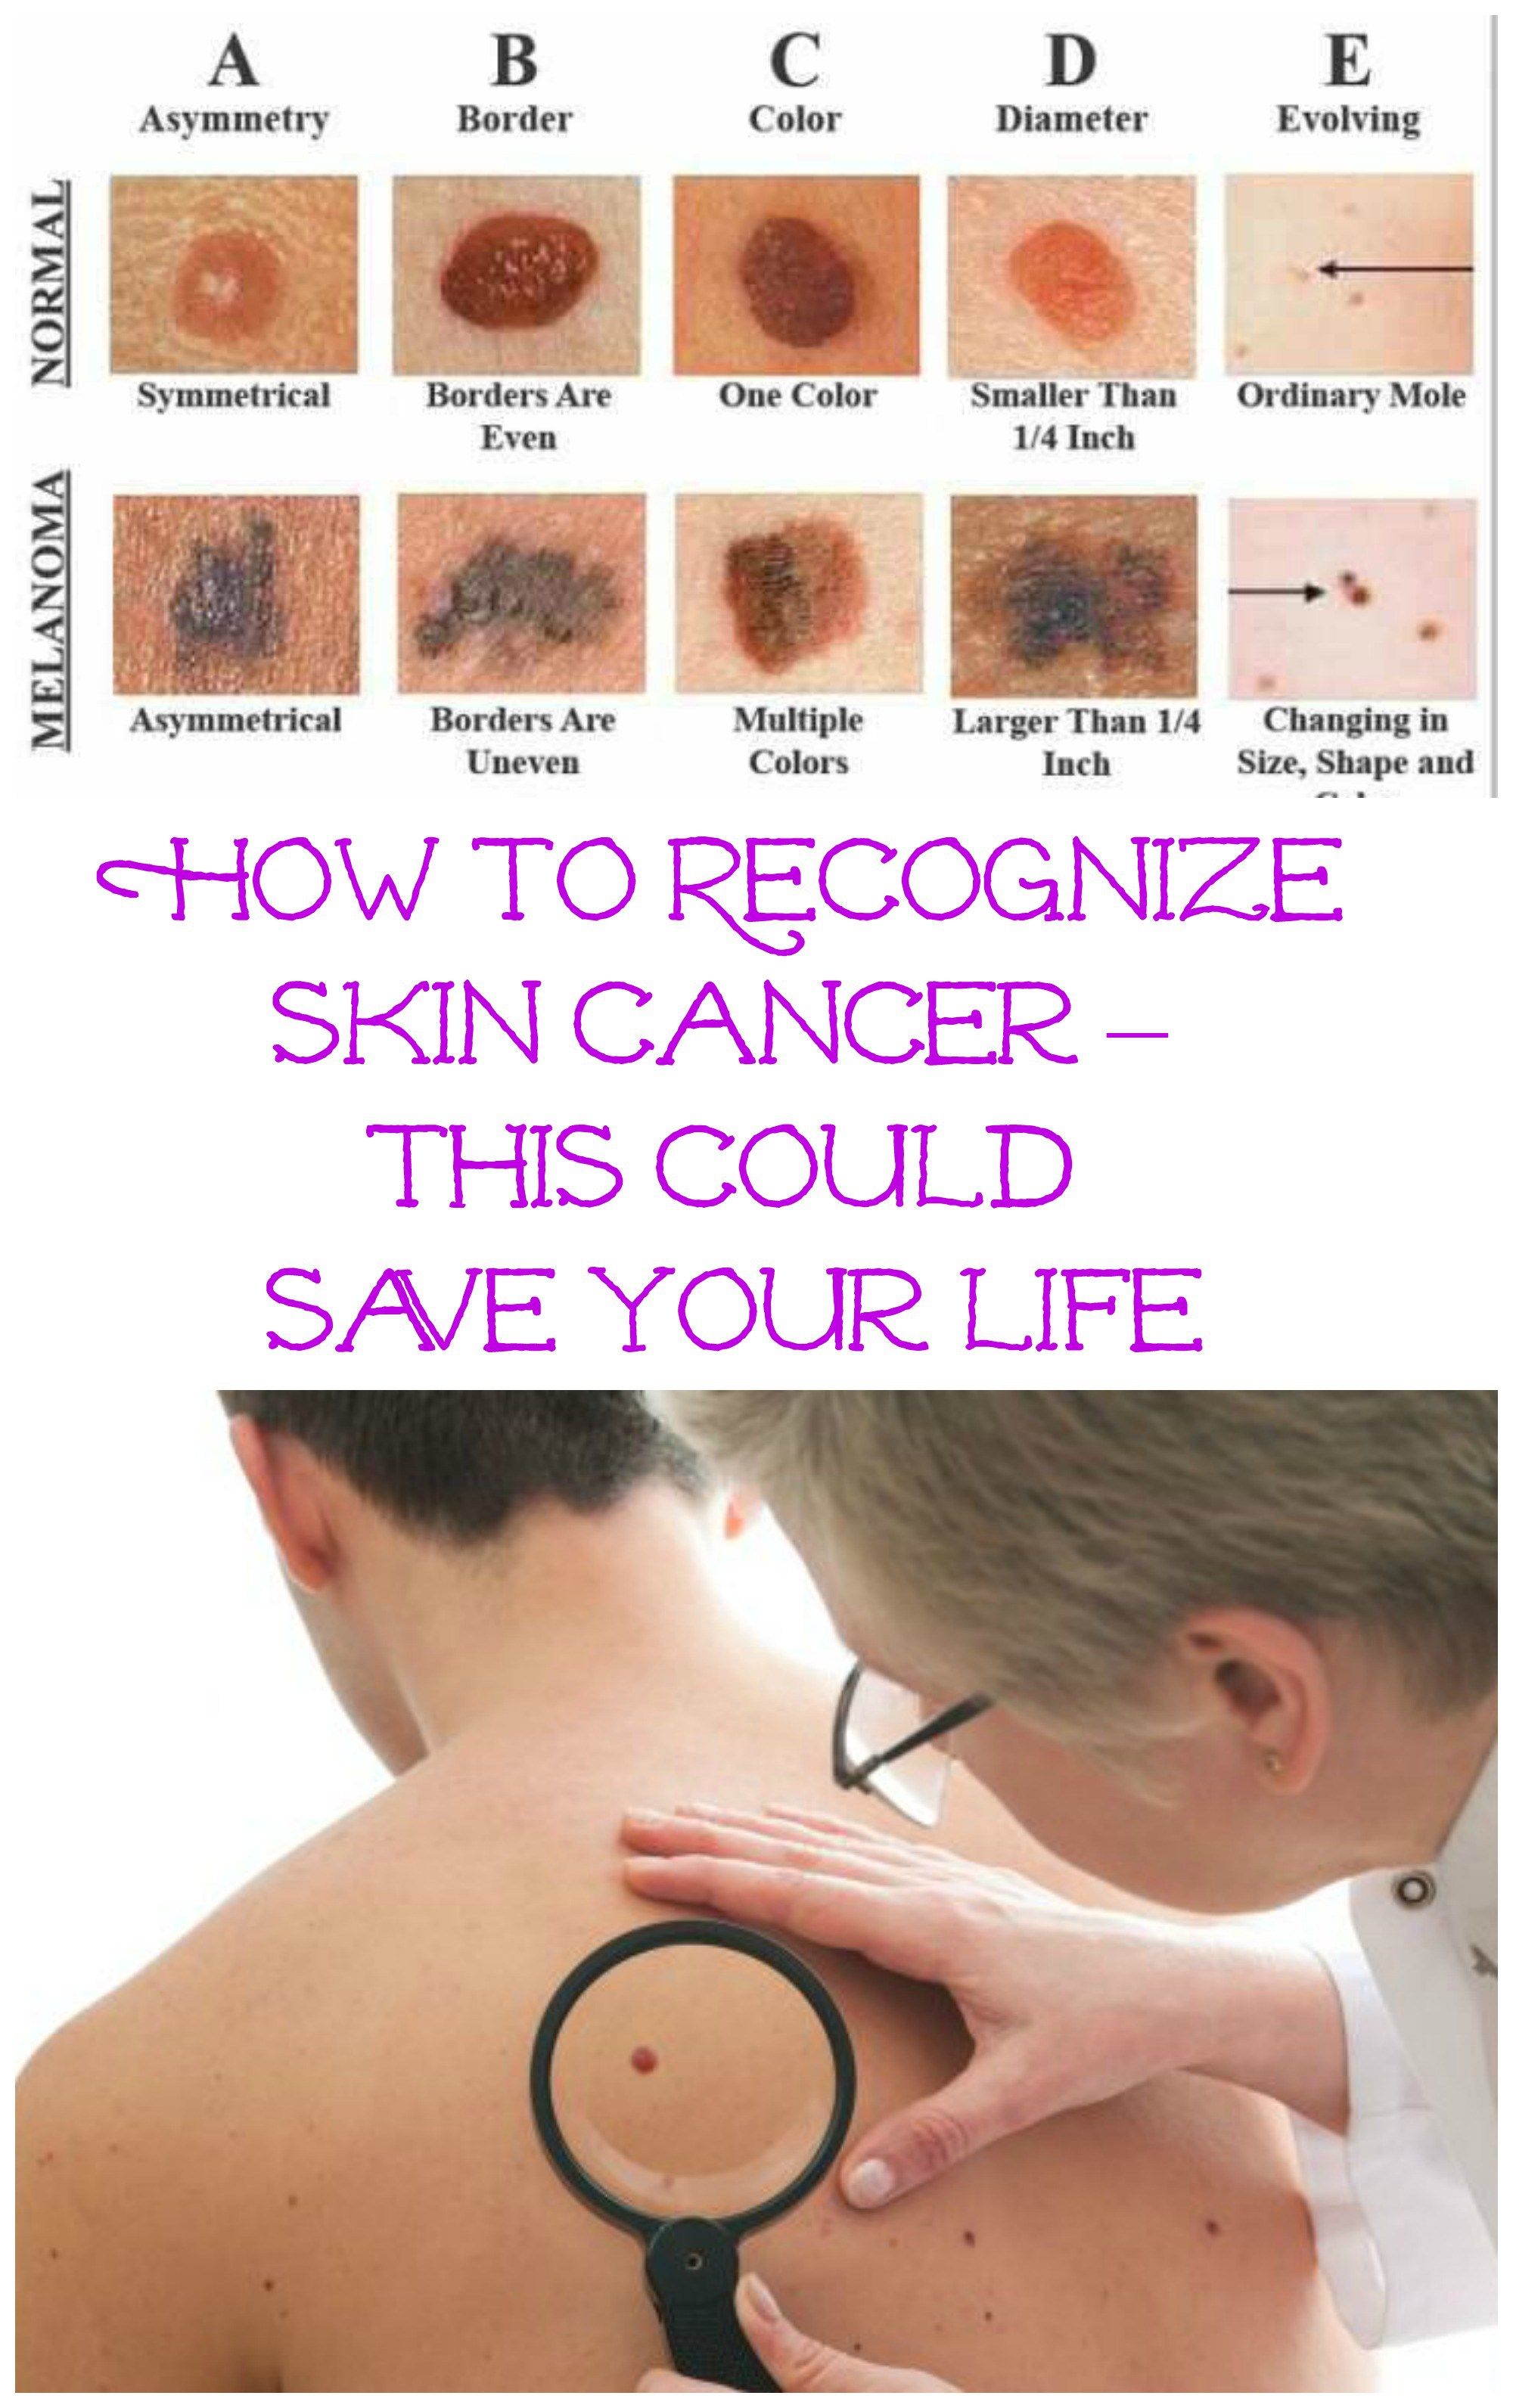 A B C D E
Asymmetry Border Color Diameter Evolving
NORMAL
Symmetrical Borders Are One Color Smaller Than Ordinary Mole
Even 1/4 Inch
MELANOMA
Asymmetrical Borders Are Multiple Larger Than 1/4 Changing in
Uneven Colors Inch Size, Shape and
HOW TO RECOGNIZE
SKIN CANCER –
THIS COULD
SAVE YOUR LIFE